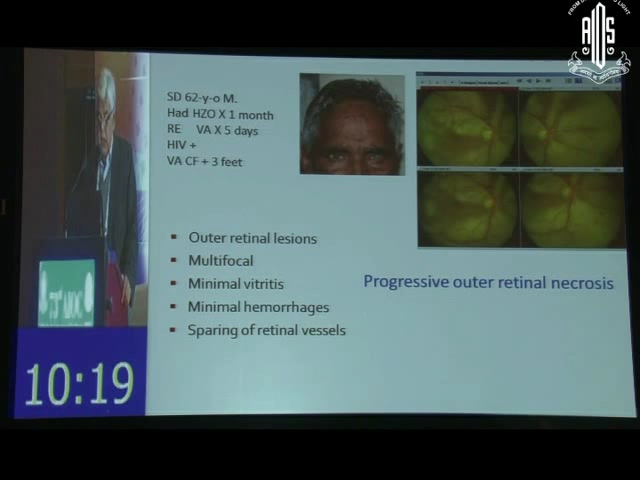 AIOS
SD 62-y-o M.
Had HZO X 1 month
RE VA X 5 days
HIV +
VA CF + 3 feet
▪ Outer retinal lesions
▪ Multifocal
▪ Minimal vitritis
▪ Minimal hemorrhages
▪ Sparing of retinal vessels
Progressive outer retinal necrosis
10:19